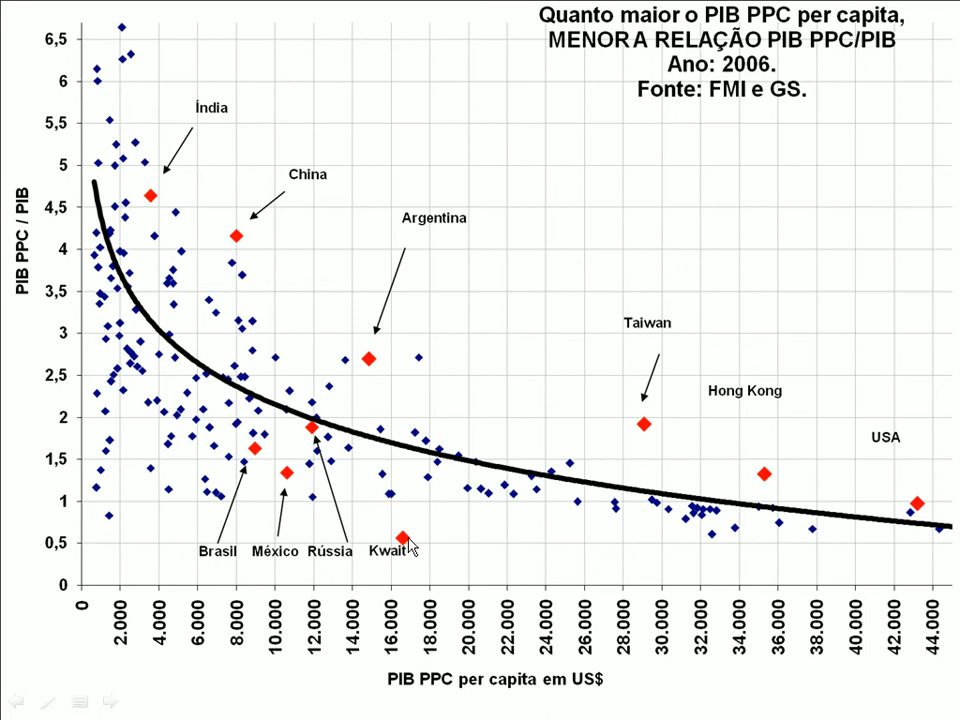 Quanto maior o PIB PPC per capita,
MENOR A RELAÇÃO PIB PPC/PIB
Ano: 2006.
Fonte: FMI e GS.
PIB PPC / PIB
6,5
6
5,5
5
4,5
4
3,5
3
2,5
2
1,5
1
0,5
0
Índia
China
Argentina
Taiwan
Hong Kong
USA
Brasil México Rússia Kwait
0 2.000 4.000 6.000 8.000 10.000 12.000 14.000 16.000 18.000 20.000 22.000 24.000 26.000 28.000 30.000 32.000 34.000 36.000 38.000 40.000 42.000 44.000
PIB PPC per capita em US$